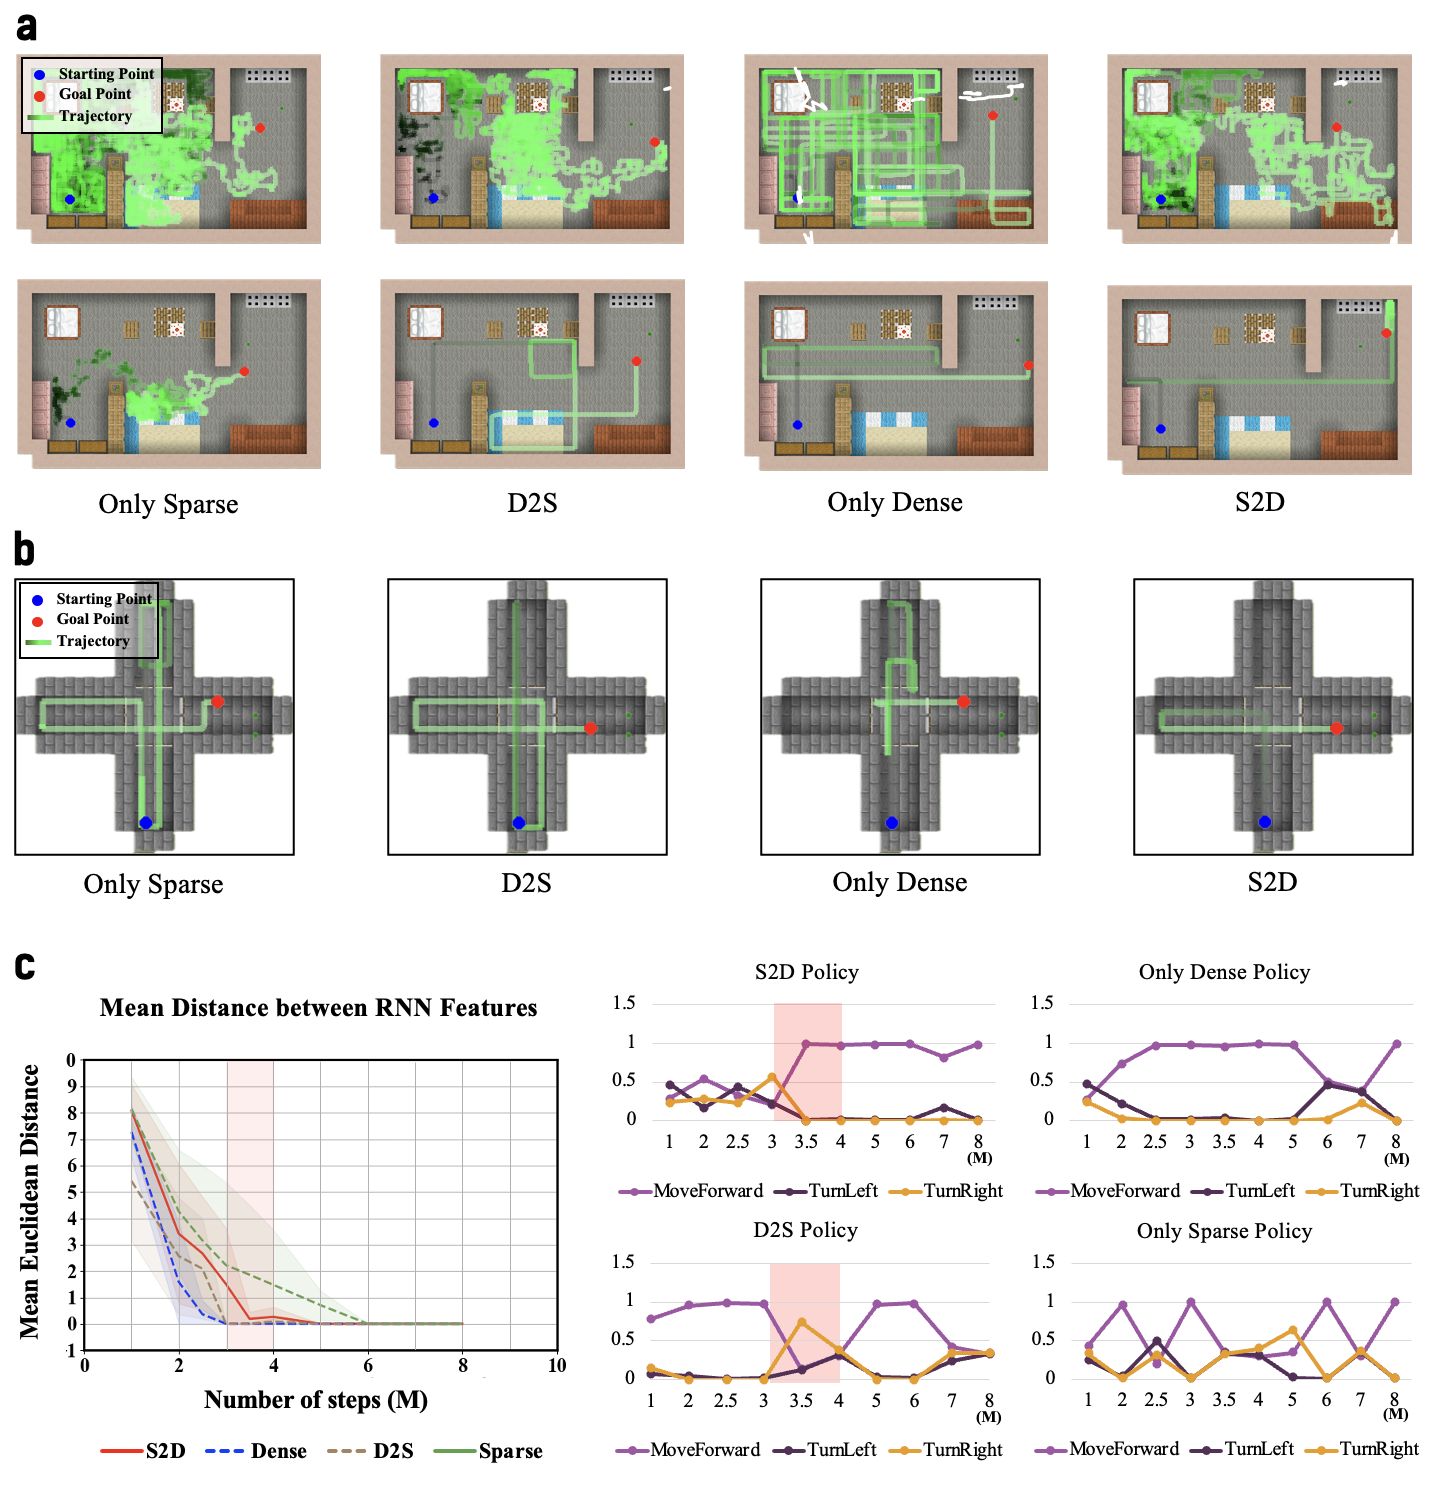 a
Starting Point
Goal Point
Trajectory
Only Sparse
D2S
Only Dense
S2D
b
Starting Point
Goal Point
Trajectory
Only Sparse
D2S
Only Dense
S2D
c
Mean Distance between RNN Features
Mean Euclidean Distance
0
9
8
7
6
5
4
3
2
1
0
-1
0 2 4 6 8 10
Number of steps (M)
S2D Dense D2S Sparse
S2D Policy
1.5
1
0.5
0
1 2 2.5 3 3.5 4 5 6 7 8
(M)
MoveForward TurnLeft TurnRight
Only Dense Policy
1.5
1
0.5
0
1 2 2.5 3 3.5 4 5 6 7 8
(M)
MoveForward TurnLeft TurnRight
D2S Policy
1.5
1
0.5
0
1 2 2.5 3 3.5 4 5 6 7 8
(M)
MoveForward TurnLeft TurnRight
Only Sparse Policy
1.5
1
0.5
0
1 2 2.5 3 3.5 4 5 6 7 8
(M)
MoveForward TurnLeft TurnRight